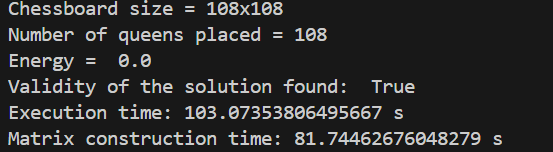 Chessboard size = 108x108
Number of queens placed = 108
Energy =  0.0
Validity of the solution found:  True
Execution time: 103.07353806495667 s
Matrix construction time: 81.74462676048279 s